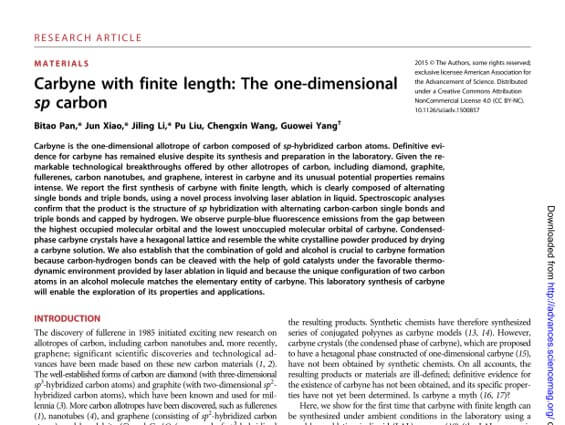 RESEARCH ARTICLE
MATERIALS
Carbyne with finite length: The one-dimensional
sp carbon
Bitao Pan,* Jun Xiao,* Jiling Li,* Pu Liu, Chengxin Wang, Guowei Yang†
2015 © The Authors, some rights reserved;
exclusive licensee American Association for
the Advancement of Science. Distributed
under a Creative Commons Attribution
NonCommercial License 4.0 (CC BY-NC).
10.1126/sciadv.1500857
Carbyne is the one-dimensional allotrope of carbon composed of sp-hybridized carbon atoms. Definitive evi-
dence for carbyne has remained elusive despite its synthesis and preparation in the laboratory. Given the re-
markable technological breakthroughs offered by other allotropes of carbon, including diamond, graphite,
fullerenes, carbon nanotubes, and graphene, interest in carbyne and its unusual potential properties remains
intense. We report the first synthesis of carbyne with finite length, which is clearly composed of alternating
single bonds and triple bonds, using a novel process involving laser ablation in liquid. Spectroscopic analyses
confirm that the product is the structure of sp hybridization with alternating carbon-carbon single bonds and
triple bonds and capped by hydrogen. We observe purple-blue fluorescence emissions from the gap between
the highest occupied molecular orbital and the lowest unoccupied molecular orbital of carbyne. Condensed-
phase carbyne crystals have a hexagonal lattice and resemble the white crystalline powder produced by drying
a carbyne solution. We also establish that the combination of gold and alcohol is crucial to carbyne formation
because carbon-hydrogen bonds can be cleaved with the help of gold catalysts under the favorable thermo-
dynamic environment provided by laser ablation in liquid and because the unique configuration of two carbon
atoms in an alcohol molecule matches the elementary entity of carbyne. This laboratory synthesis of carbyne
will enable the exploration of its properties and applications.
INTRODUCTION
The discovery of fullerene in 1985 initiated exciting new research on
allotropes of carbon, including carbon nanotubes and, more recently,
graphene; significant scientific discoveries and technological ad-
vances have been made based on these new carbon materials (1, 2).
The well-established forms of carbon are diamond (with three-dimensional
sp³-hybridized carbon atoms) and graphite (with two-dimensional sp²-
hybridized carbon atoms), which have been known and used for mil-
lennia (3). More carbon allotropes have been discovered, such as fullerenes
(1), nanotubes (4), and graphene (consisting of sp²-hybridized carbon
the resulting products. Synthetic chemists have therefore synthesized
series of conjugated polyynes as carbyne models (13, 14). However,
carbyne crystals (the condensed phase of carbyne), which are proposed
to have a hexagonal phase constructed of one-dimensional carbyne (15),
have not been obtained by synthetic chemists. On all accounts, the
resulting products or materials are ill-defined; definitive evidence for
the existence of carbyne has not been obtained, and its specific proper-
ties have not yet been determined. Is carbyne a myth (16, 17)?
Here, we show for the first time that carbyne with finite length can
be synthesized under ambient conditions in the laboratory using a
Downloaded from http://advances.sciencemag.org/